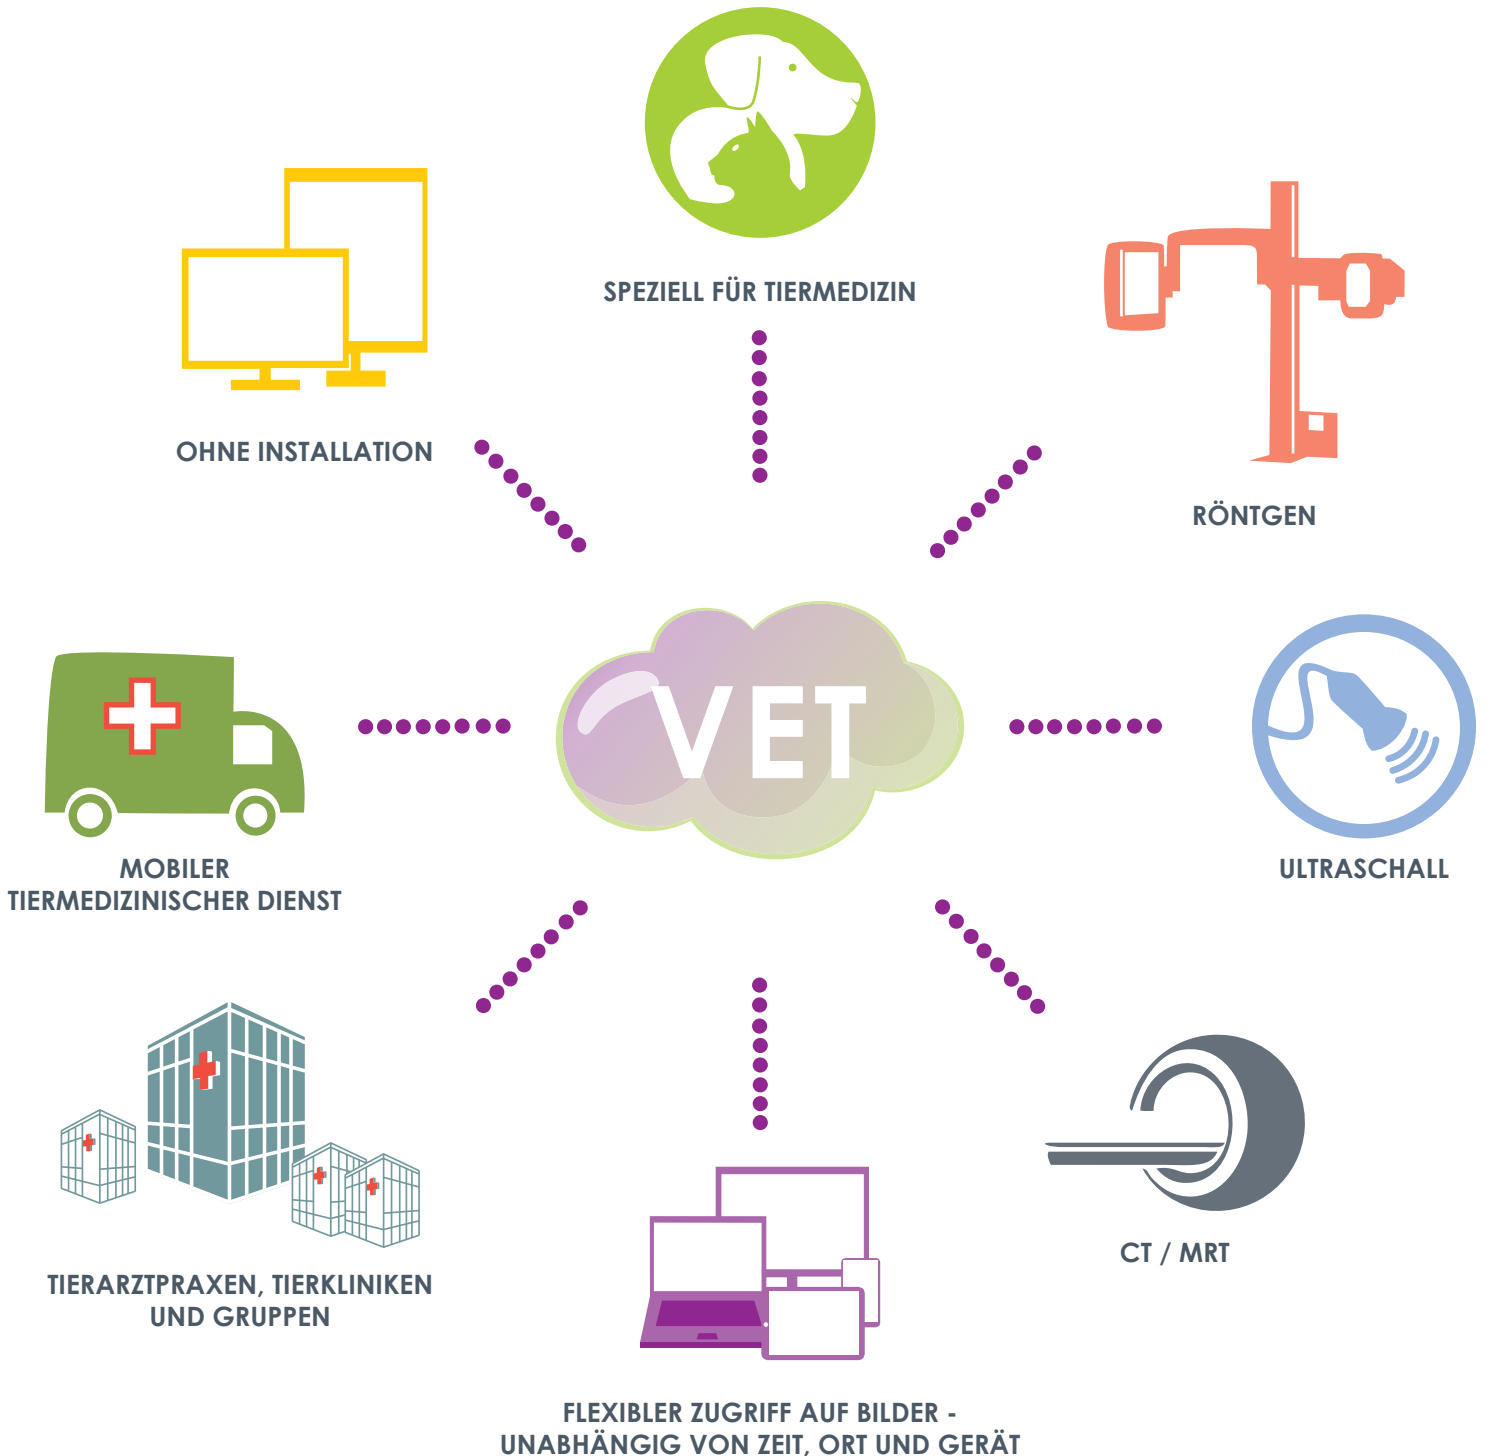 SPEZIELL FÜR TIERMEDIZIN
OHNE INSTALLATION
RÖNTGEN
VET
MOBILER
TIERMEDIZINISCHER DIENST
ULTRASCHALL
CT / MRT
TIERARZTPRAXEN, TIERKLINIKEN
UND GRUPPEN
FLEXIBLER ZUGRIFF AUF BILDER -
UNABHÄNGIG VON ZEIT, ORT UND GERÄT